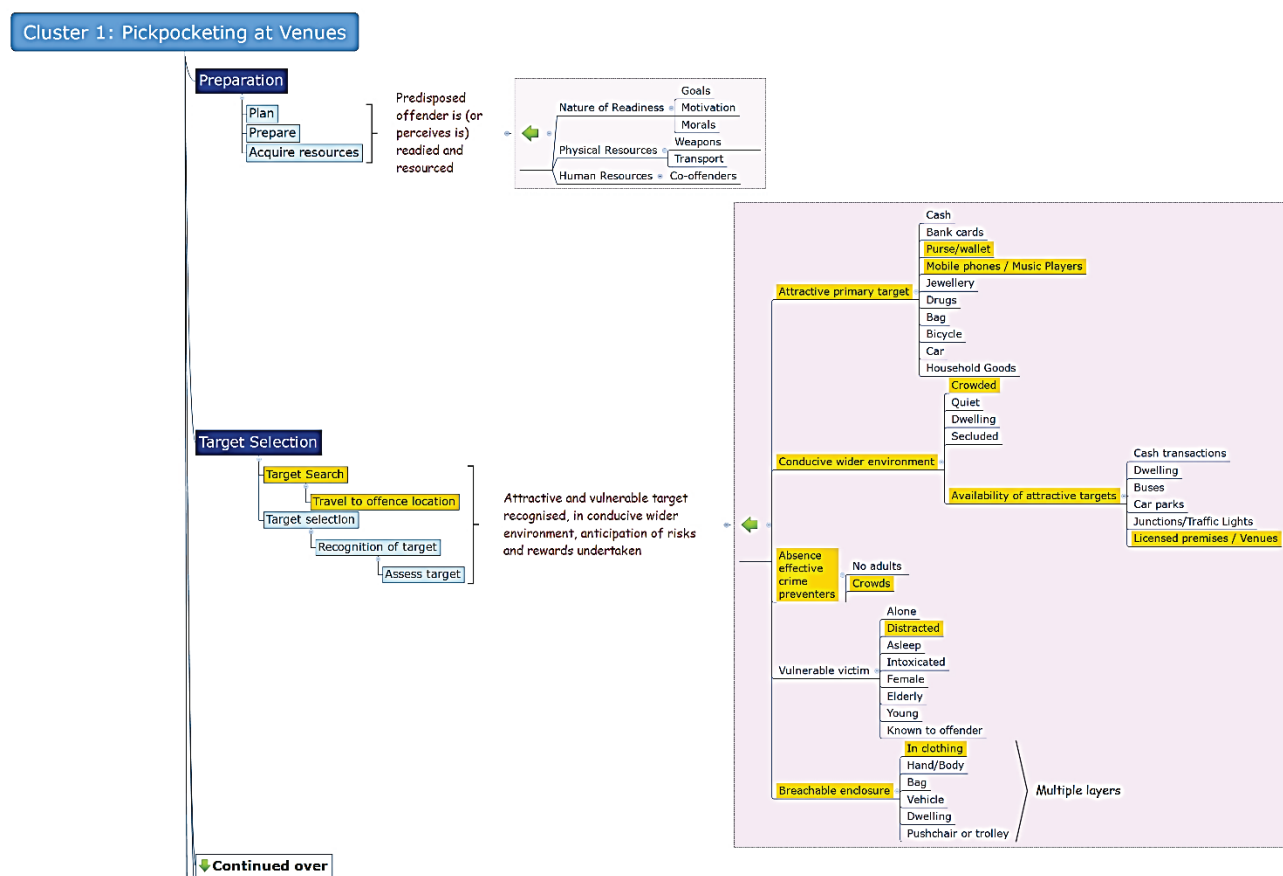 Cluster 1: Pickpocketing at Venues
Preparation
Plan
Prepare
Acquire resources
Predisposed
offender is (or
perceives is)
readied and
resourced
Nature of Readiness
Goals
Motivation
Morals
Physical Resources
Weapons
Transport
Human Resources
Co-offenders
Target Selection
Target Search
Travel to offence location
Target selection
Recognition of target
Assess target
Attractive and vulnerable target
recognised, in conducive wider
environment, anticipation of risks
and rewards undertaken
Attractive primary target
Cash
Bank cards
Purse/wallet
Mobile phones / Music Players
Jewellery
Drugs
Bag
Bicycle
Car
Household Goods
Conducive wider environment
Crowded
Quiet
Dwelling
Secluded
Availability of attractive targets
Cash transactions
Dwelling
Buses
Car parks
Junctions/Traffic Lights
Licensed premises / Venues
Absence
effective
crime
preventers
No adults
Crowds
Vulnerable victim
Alone
Distracted
Asleep
Intoxicated
Female
Elderly
Young
Known to offender
Breachable enclosure
In clothing
Hand/Body
Bag
Vehicle
Dwelling
Pushchair or trolley
Multiple layers
Continued over